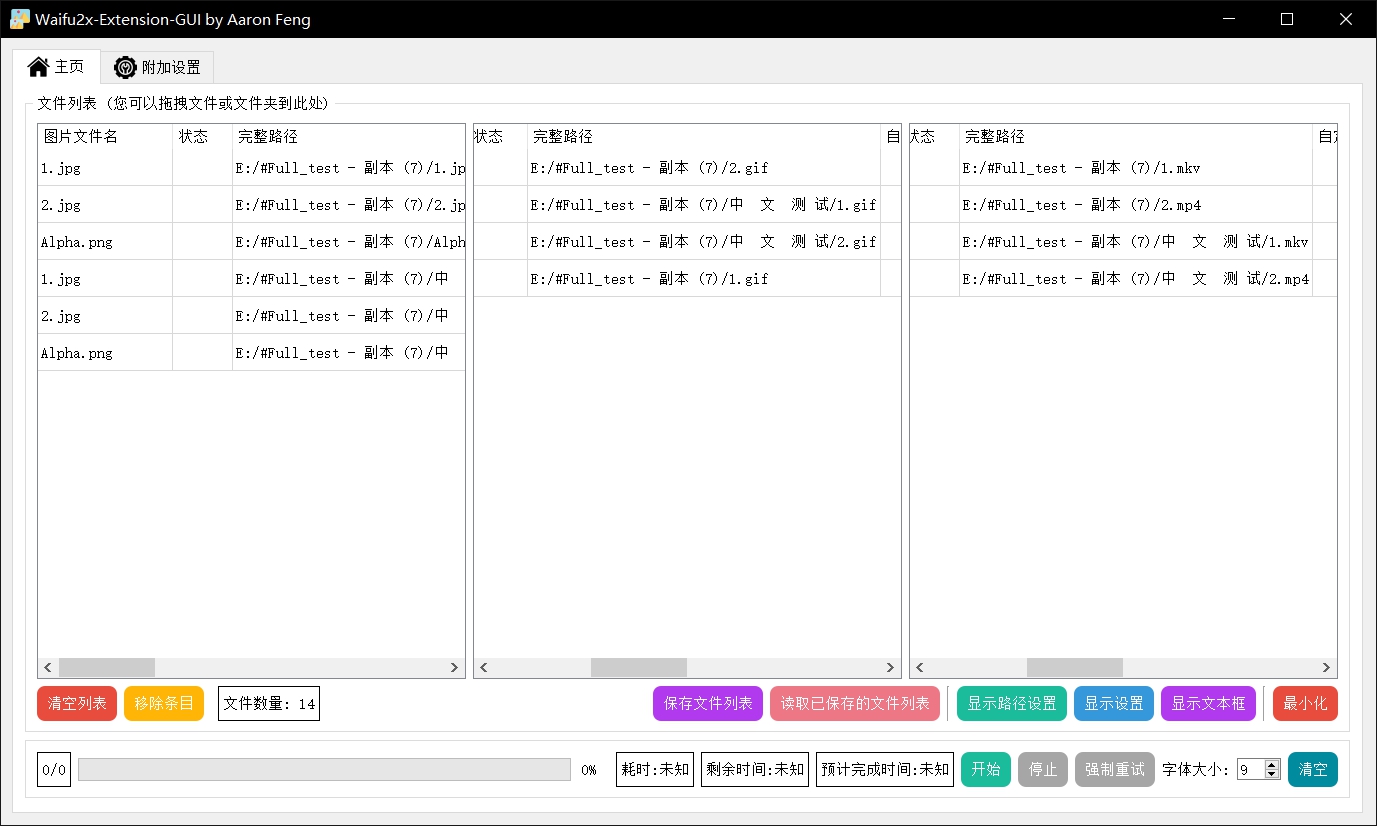 Waifu2x-Extension-GUI by Aaron Feng
主页 附加设置
文件列表 (您可以拖拽文件或文件夹到此处)
图片文件名 状态 完整路径
1.jpg E:/#Full_test - 副本 (7)/1.jp
2.jpg E:/#Full_test - 副本 (7)/2.jp
Alpha.png E:/#Full_test - 副本 (7)/Alph
1.jpg E:/#Full_test - 副本 (7)/中
2.jpg E:/#Full_test - 副本 (7)/中
Alpha.png E:/#Full_test - 副本 (7)/中
状态 完整路径 自
E:/#Full_test - 副本 (7)/2.gif
E:/#Full_test - 副本 (7)/中 文 测 试/1.gif
E:/#Full_test - 副本 (7)/中 文 测 试/2.gif
E:/#Full_test - 副本 (7)/1.gif
状态 完整路径 自定
E:/#Full_test - 副本 (7)/1.mkv
E:/#Full_test - 副本 (7)/2.mp4
E:/#Full_test - 副本 (7)/中 文 测 试/1.mkv
E:/#Full_test - 副本 (7)/中 文 测 试/2.mp4
清空列表 移除条目 文件数量: 14 保存文件列表 读取已保存的文件列表 显示路径设置 显示设置 显示文本框 最小化
0/0 0% 耗时:未知 剩余时间:未知 预计完成时间:未知 开始 停止 强制重试 字体大小: 9 清空